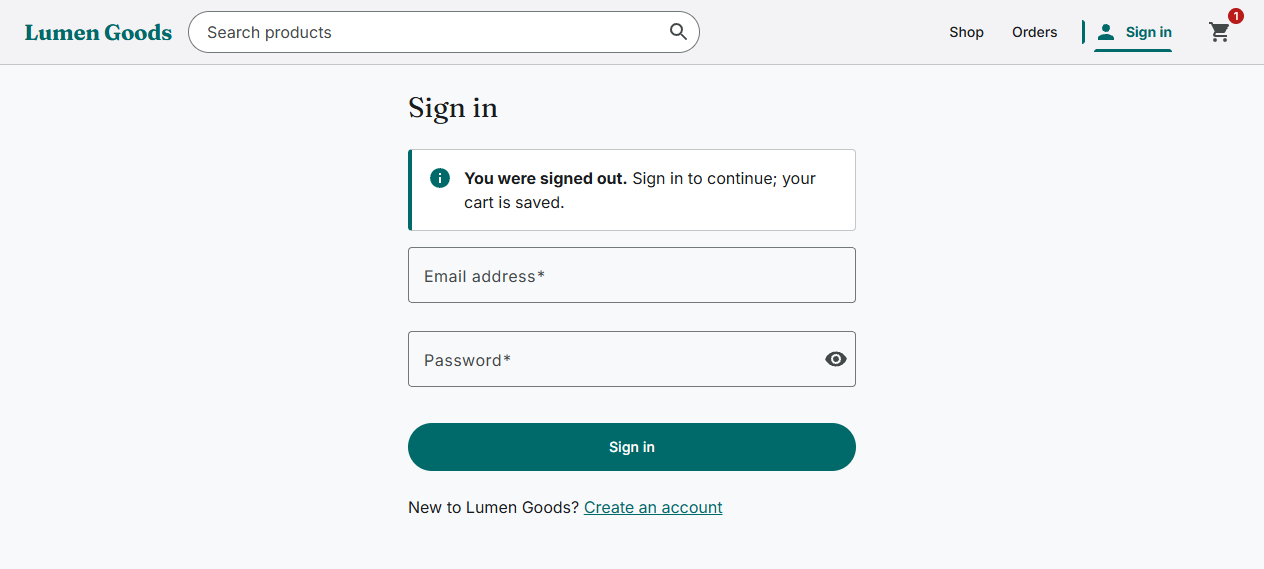 Lumen Goods
Search products
Shop
Orders
Sign in
1
Sign in
You were signed out. Sign in to continue; your
cart is saved.
Email address*
Password*
Sign in
New to Lumen Goods? Create an account